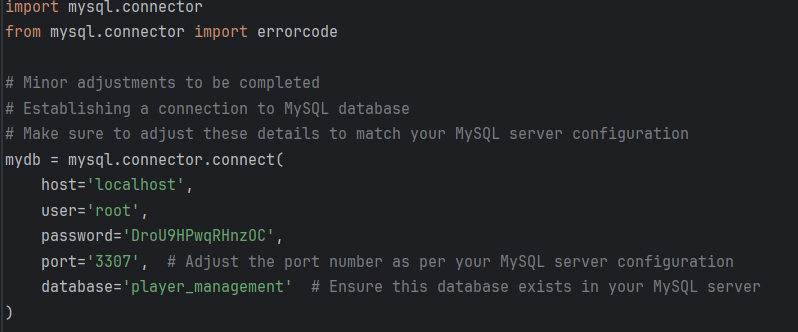 import mysql.connector
from mysql.connector import errorcode
# Minor adjustments to be completed
# Establishing a connection to MySQL database
# Make sure to adjust these details to match your MySQL server configuration
mydb = mysql.connector.connect(
    host='localhost',
    user='root',
    password='DroU9HPwqRHnzOC',
    port='3307',  # Adjust the port number as per your MySQL server configuration
    database='player_management'  # Ensure this database exists in your MySQL server
)